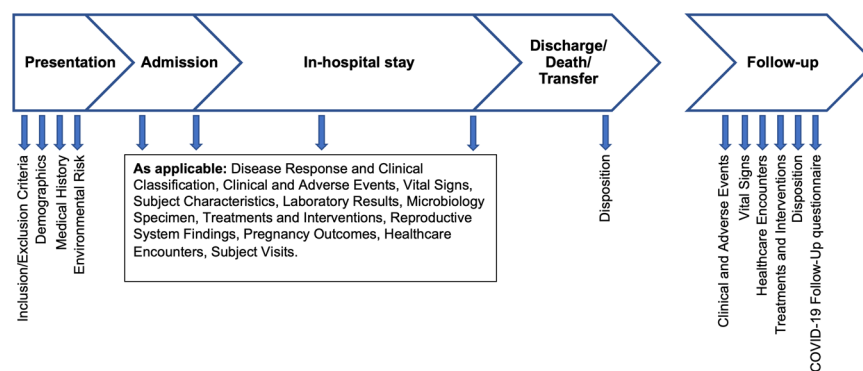 Presentation
Admission
In-hospital stay
Discharge/
Death/
Transfer
Follow-up
Inclusion/Exclusion Criteria
Demographics
Medical History
Environmental Risk
As applicable: Disease Response and Clinical
Classification, Clinical and Adverse Events, Vital Signs,
Subject Characteristics, Laboratory Results, Microbiology
Specimen, Treatments and Interventions, Reproductive
System Findings, Pregnancy Outcomes, Healthcare
Encounters, Subject Visits.
Disposition
Clinical and Adverse Events
Vital Signs
Healthcare Encounters
Treatments and Interventions
Disposition
COVID-19 Follow-Up questionnaire